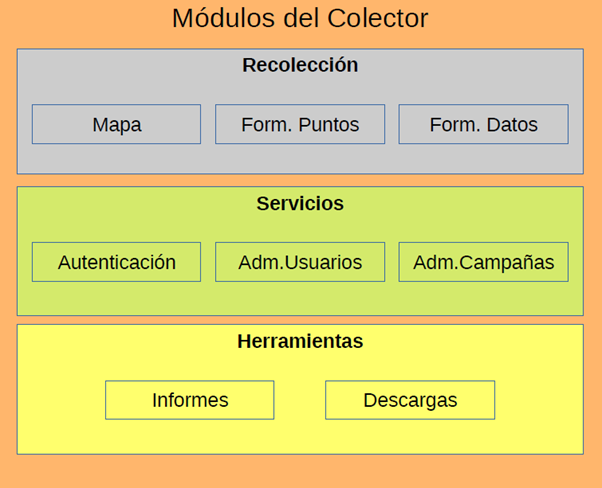 Módulos del Colector
Recolección
Mapa
Form. Puntos
Form. Datos
Servicios
Autenticación
Adm.Usuarios
Adm.Campañas
Herramientas
Informes
Descargas